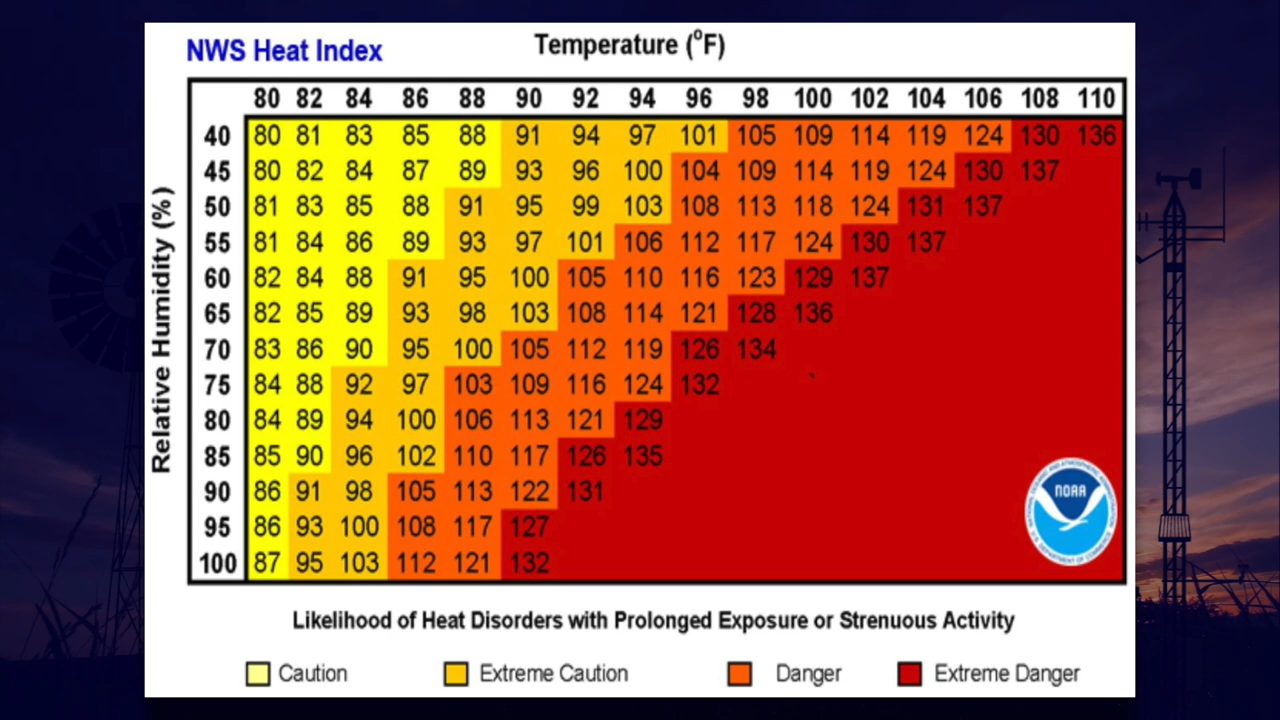 NWS Heat Index
Temperature (°F)
80 82 84 86 88 90 92 94 96 98 100 102 104 106 108 110
Relative Humidity (%)
40 80 81 83 85 88 91 94 97 101 105 109 114 119 124 130 136
45 80 82 84 87 89 93 96 100 104 109 114 119 124 130 137
50 81 83 85 88 91 95 99 103 108 113 118 124 131 137
55 81 84 86 89 93 97 101 106 112 117 124 130 137
60 82 84 88 91 95 100 105 110 116 123 129 137
65 82 85 89 93 98 103 108 114 121 128 136
70 83 86 90 95 100 105 112 119 126 134
75 84 88 92 97 103 109 116 124 132
80 84 89 94 100 106 113 121 129
85 85 90 96 102 110 117 126 135
90 86 91 98 105 113 122 131
95 86 93 100 108 117 127
100 87 95 103 112 121 132
NOAA
NATIONAL OCEANIC AND ATMOSPHERIC ADMINISTRATION
U.S. DEPARTMENT OF COMMERCE
Likelihood of Heat Disorders with Prolonged Exposure or Strenuous Activity
Caution Extreme Caution Danger Extreme Danger